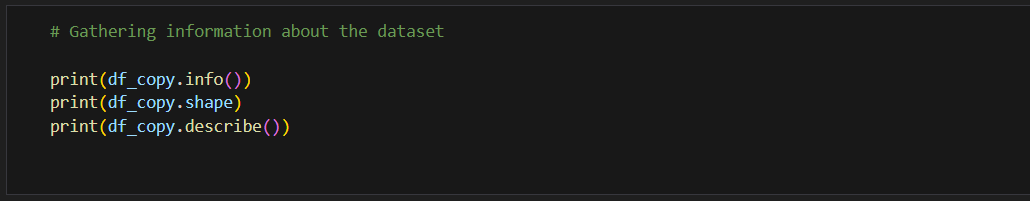 # Gathering information about the dataset
print(df_copy.info())
print(df_copy.shape)
print(df_copy.describe())